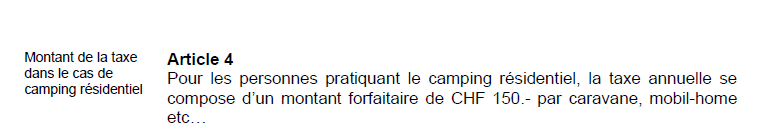 Montant de la taxe
dans le cas de
camping résidentiel
Article 4
Pour les personnes pratiquant le camping résidentiel, la taxe annuelle se
compose d'un montant forfaitaire de CHF 150.- par caravane, mobil-home
etc…